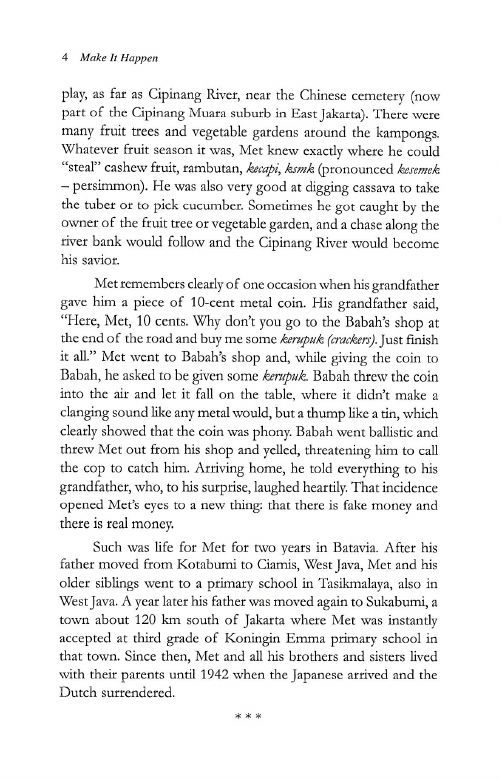 4 Make It Happen
play, as far as Cipinang River, near the Chinese cemetery (now
part of the Cipinang Muara suburb in East Jakarta). There were
many fruit trees and vegetable gardens around the kampongs.
Whatever fruit season it was, Met knew exactly where he could
“steal” cashew fruit, rambutan, kecapi, ksmk (pronounced kesemek
– persimmon). He was also very good at digging cassava to take
the tuber or to pick cucumber. Sometimes he got caught by the
owner of the fruit tree or vegetable garden, and a chase along the
river bank would follow and the Cipinang River would become
his savior.
Met remembers clearly of one occasion when his grandfather
gave him a piece of 10-cent metal coin. His grandfather said,
“Here, Met, 10 cents. Why don’t you go to the Babah’s shop at
the end of the road and buy me some kerupuk (crackers). Just finish
it all.” Met went to Babah’s shop and, while giving the coin to
Babah, he asked to be given some kerupuk. Babah threw the coin
into the air and let it fall on the table, where it didn’t make a
clanging sound like any metal would, but a thump like a tin, which
clearly showed that the coin was phony. Babah went ballistic and
threw Met out from his shop and yelled, threatening him to call
the cop to catch him. Arriving home, he told everything to his
grandfather, who, to his surprise, laughed heartily. That incidence
opened Met’s eyes to a new thing: that there is fake money and
there is real money.
Such was life for Met for two years in Batavia. After his
father moved from Kotabumi to Ciamis, West Java, Met and his
older siblings went to a primary school in Tasikmalaya, also in
West Java. A year later his father was moved again to Sukabumi, a
town about 120 km south of Jakarta where Met was instantly
accepted at third grade of Koningin Emma primary school in
that town. Since then, Met and all his brothers and sisters lived
with their parents until 1942 when the Japanese arrived and the
Dutch surrendered.
* * *